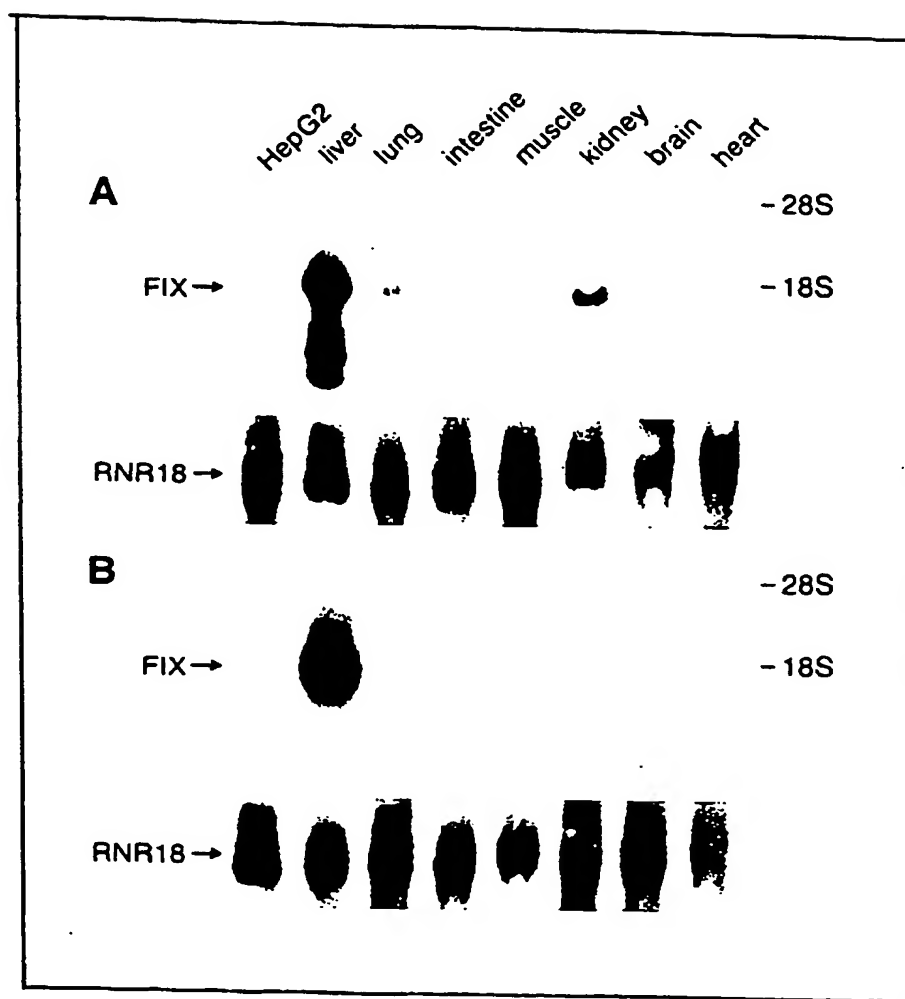 HepG2 liver lung intestine muscle kidney brain heart
A
-28S
FIX→ -18S
RNR18→
B
-28S
FIX→ -18S
RNR18→